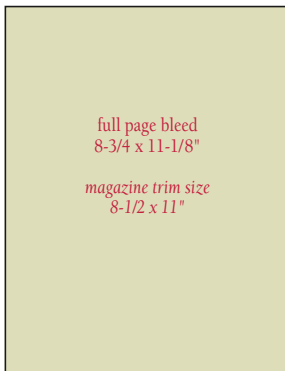 full page bleed
8-3/4 x 11-1/8"
magazine trim size
8-1/2 x 11"